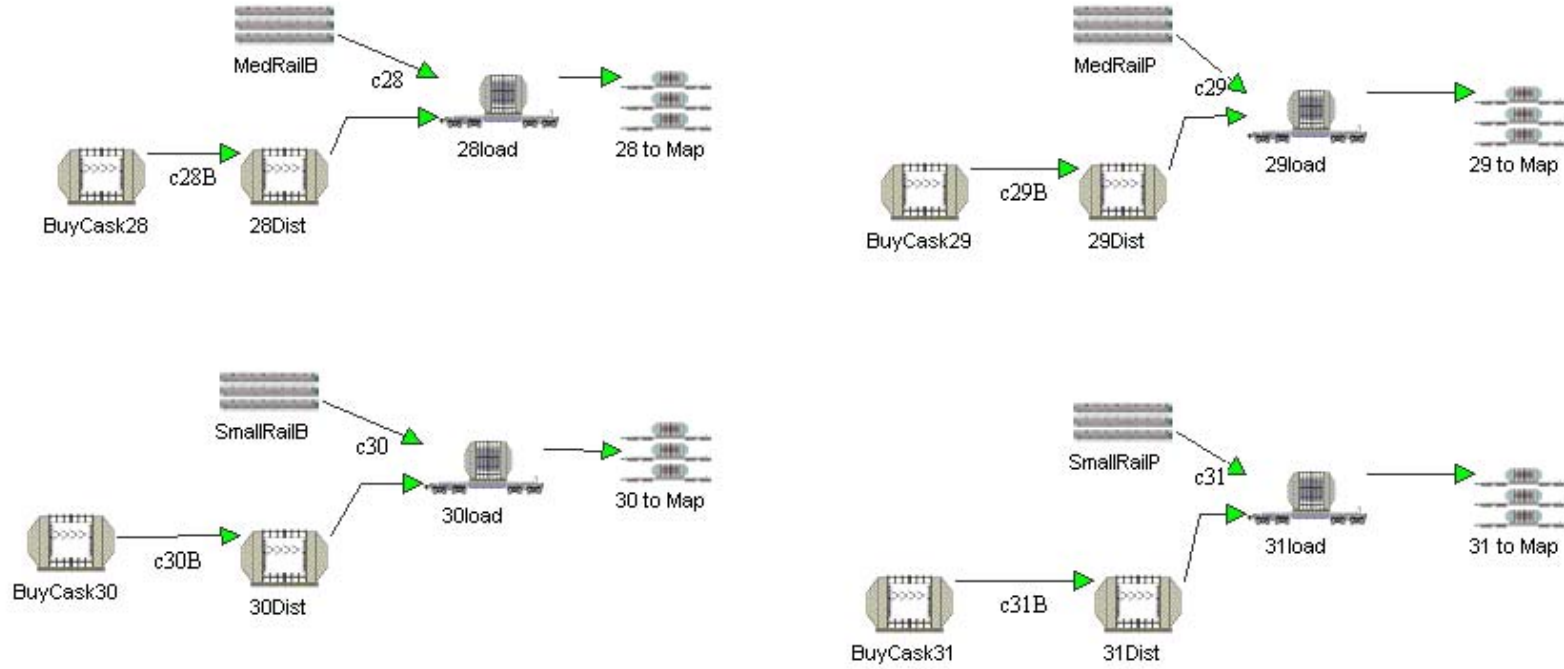 MedRailB
c28
28load
28 to Map
c28B
BuyCask28
28Dist
MedRailP
c29
29load
29 to Map
c29B
BuyCask29
29Dist
SmallRailB
c30
30load
30 to Map
c30B
BuyCask30
30Dist
SmallRailP
c31
31load
31 to Map
c31B
BuyCask31
31Dist